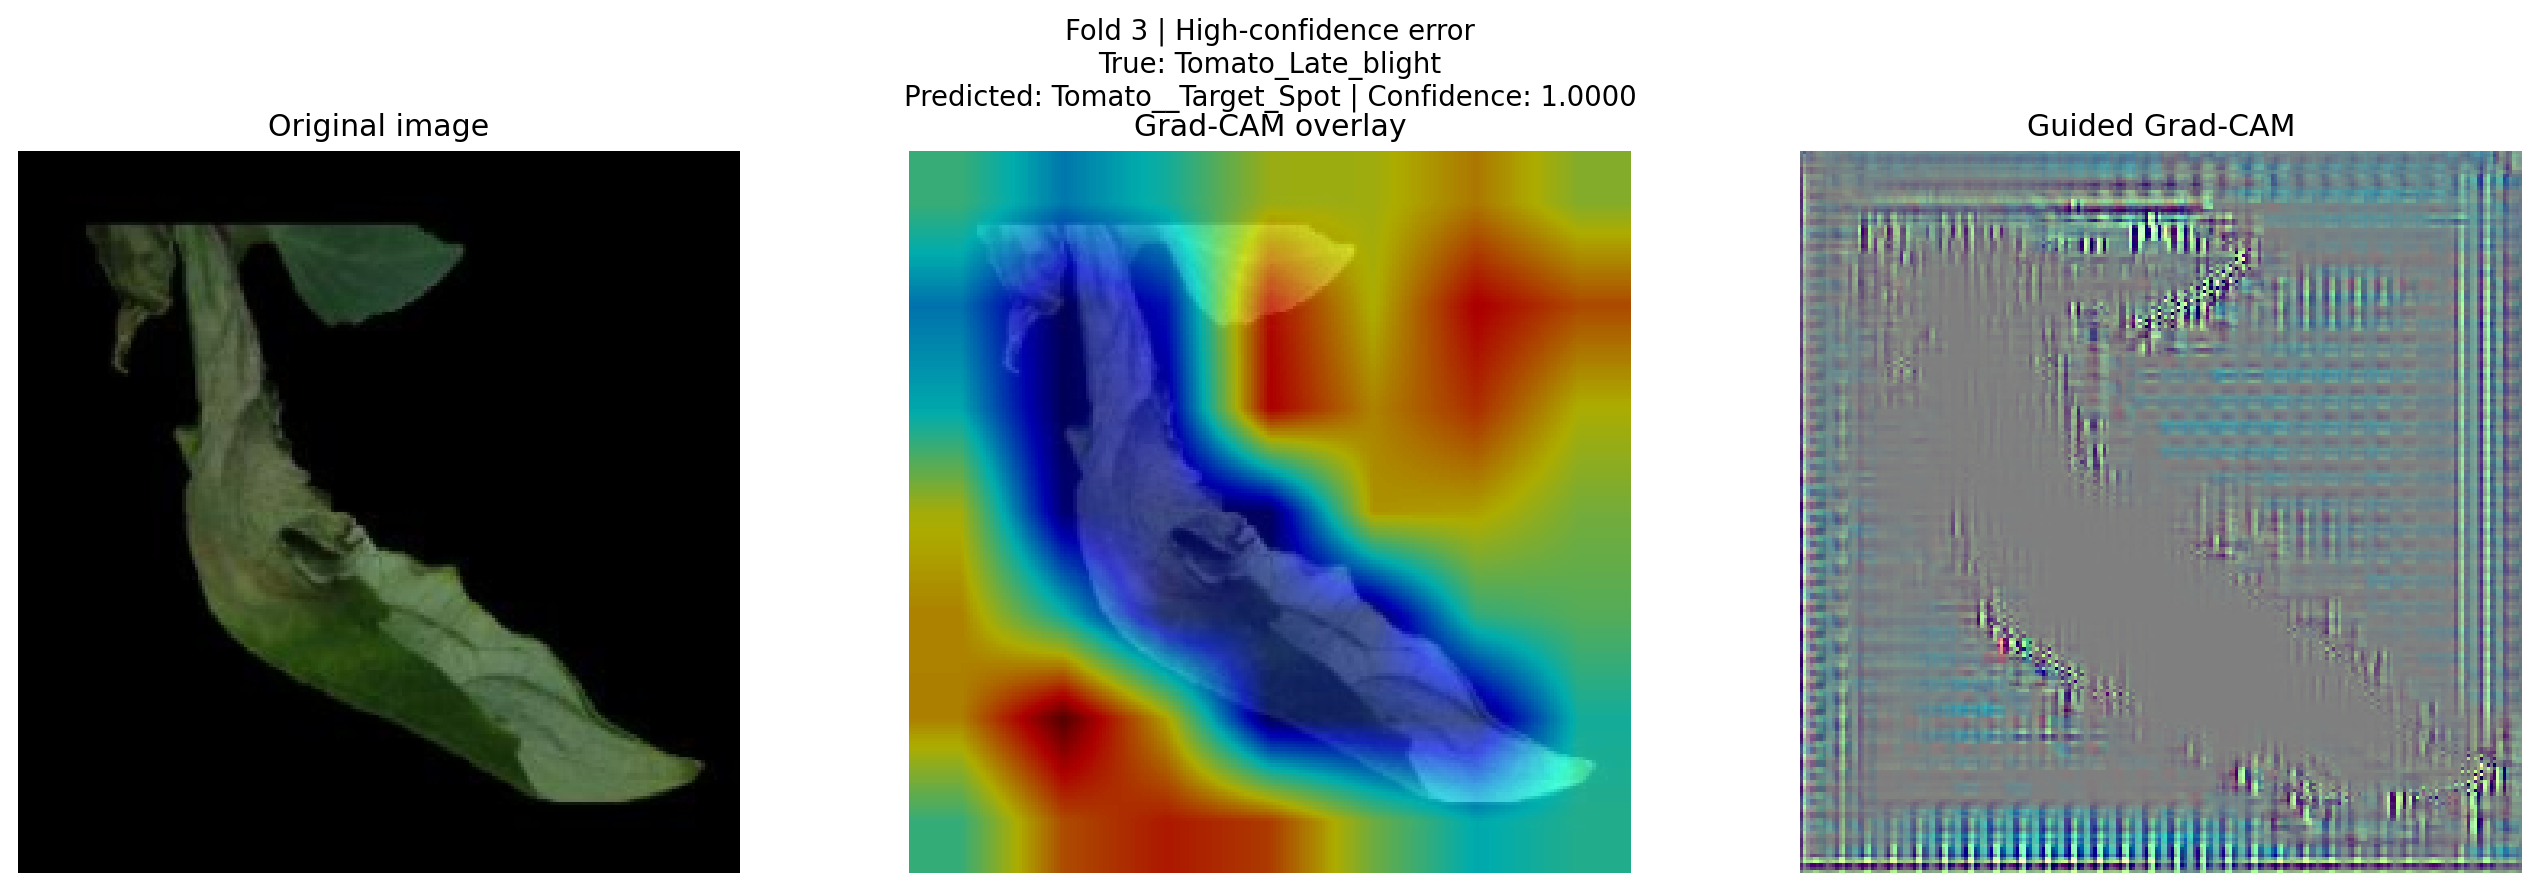 Fold 3 | High-confidence error
True: Tomato_Late_blight
Predicted: Tomato__Target_Spot | Confidence: 1.0000
Original image
Grad-CAM overlay
Guided Grad-CAM